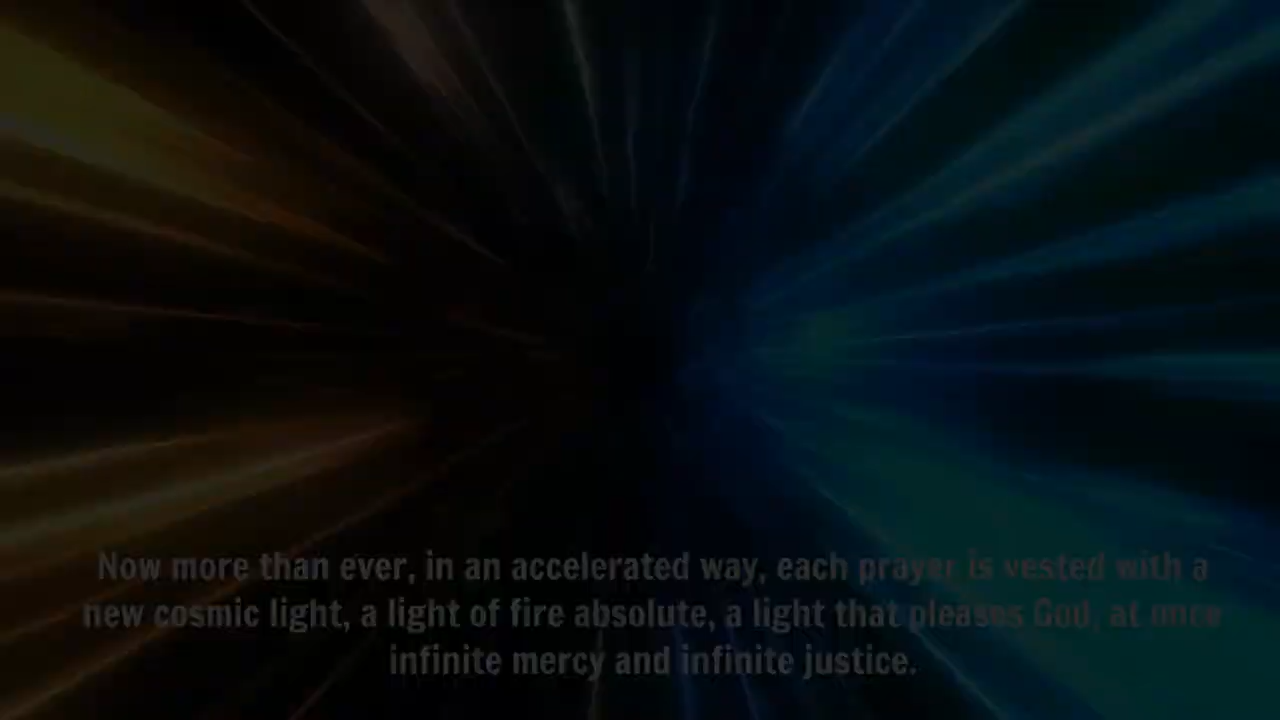 Now more than ever, in an accelerated way, each prayer is vested with a
new cosmic light, a light of fire absolute, a light that pleases God, at once
infinite mercy and infinite justice.